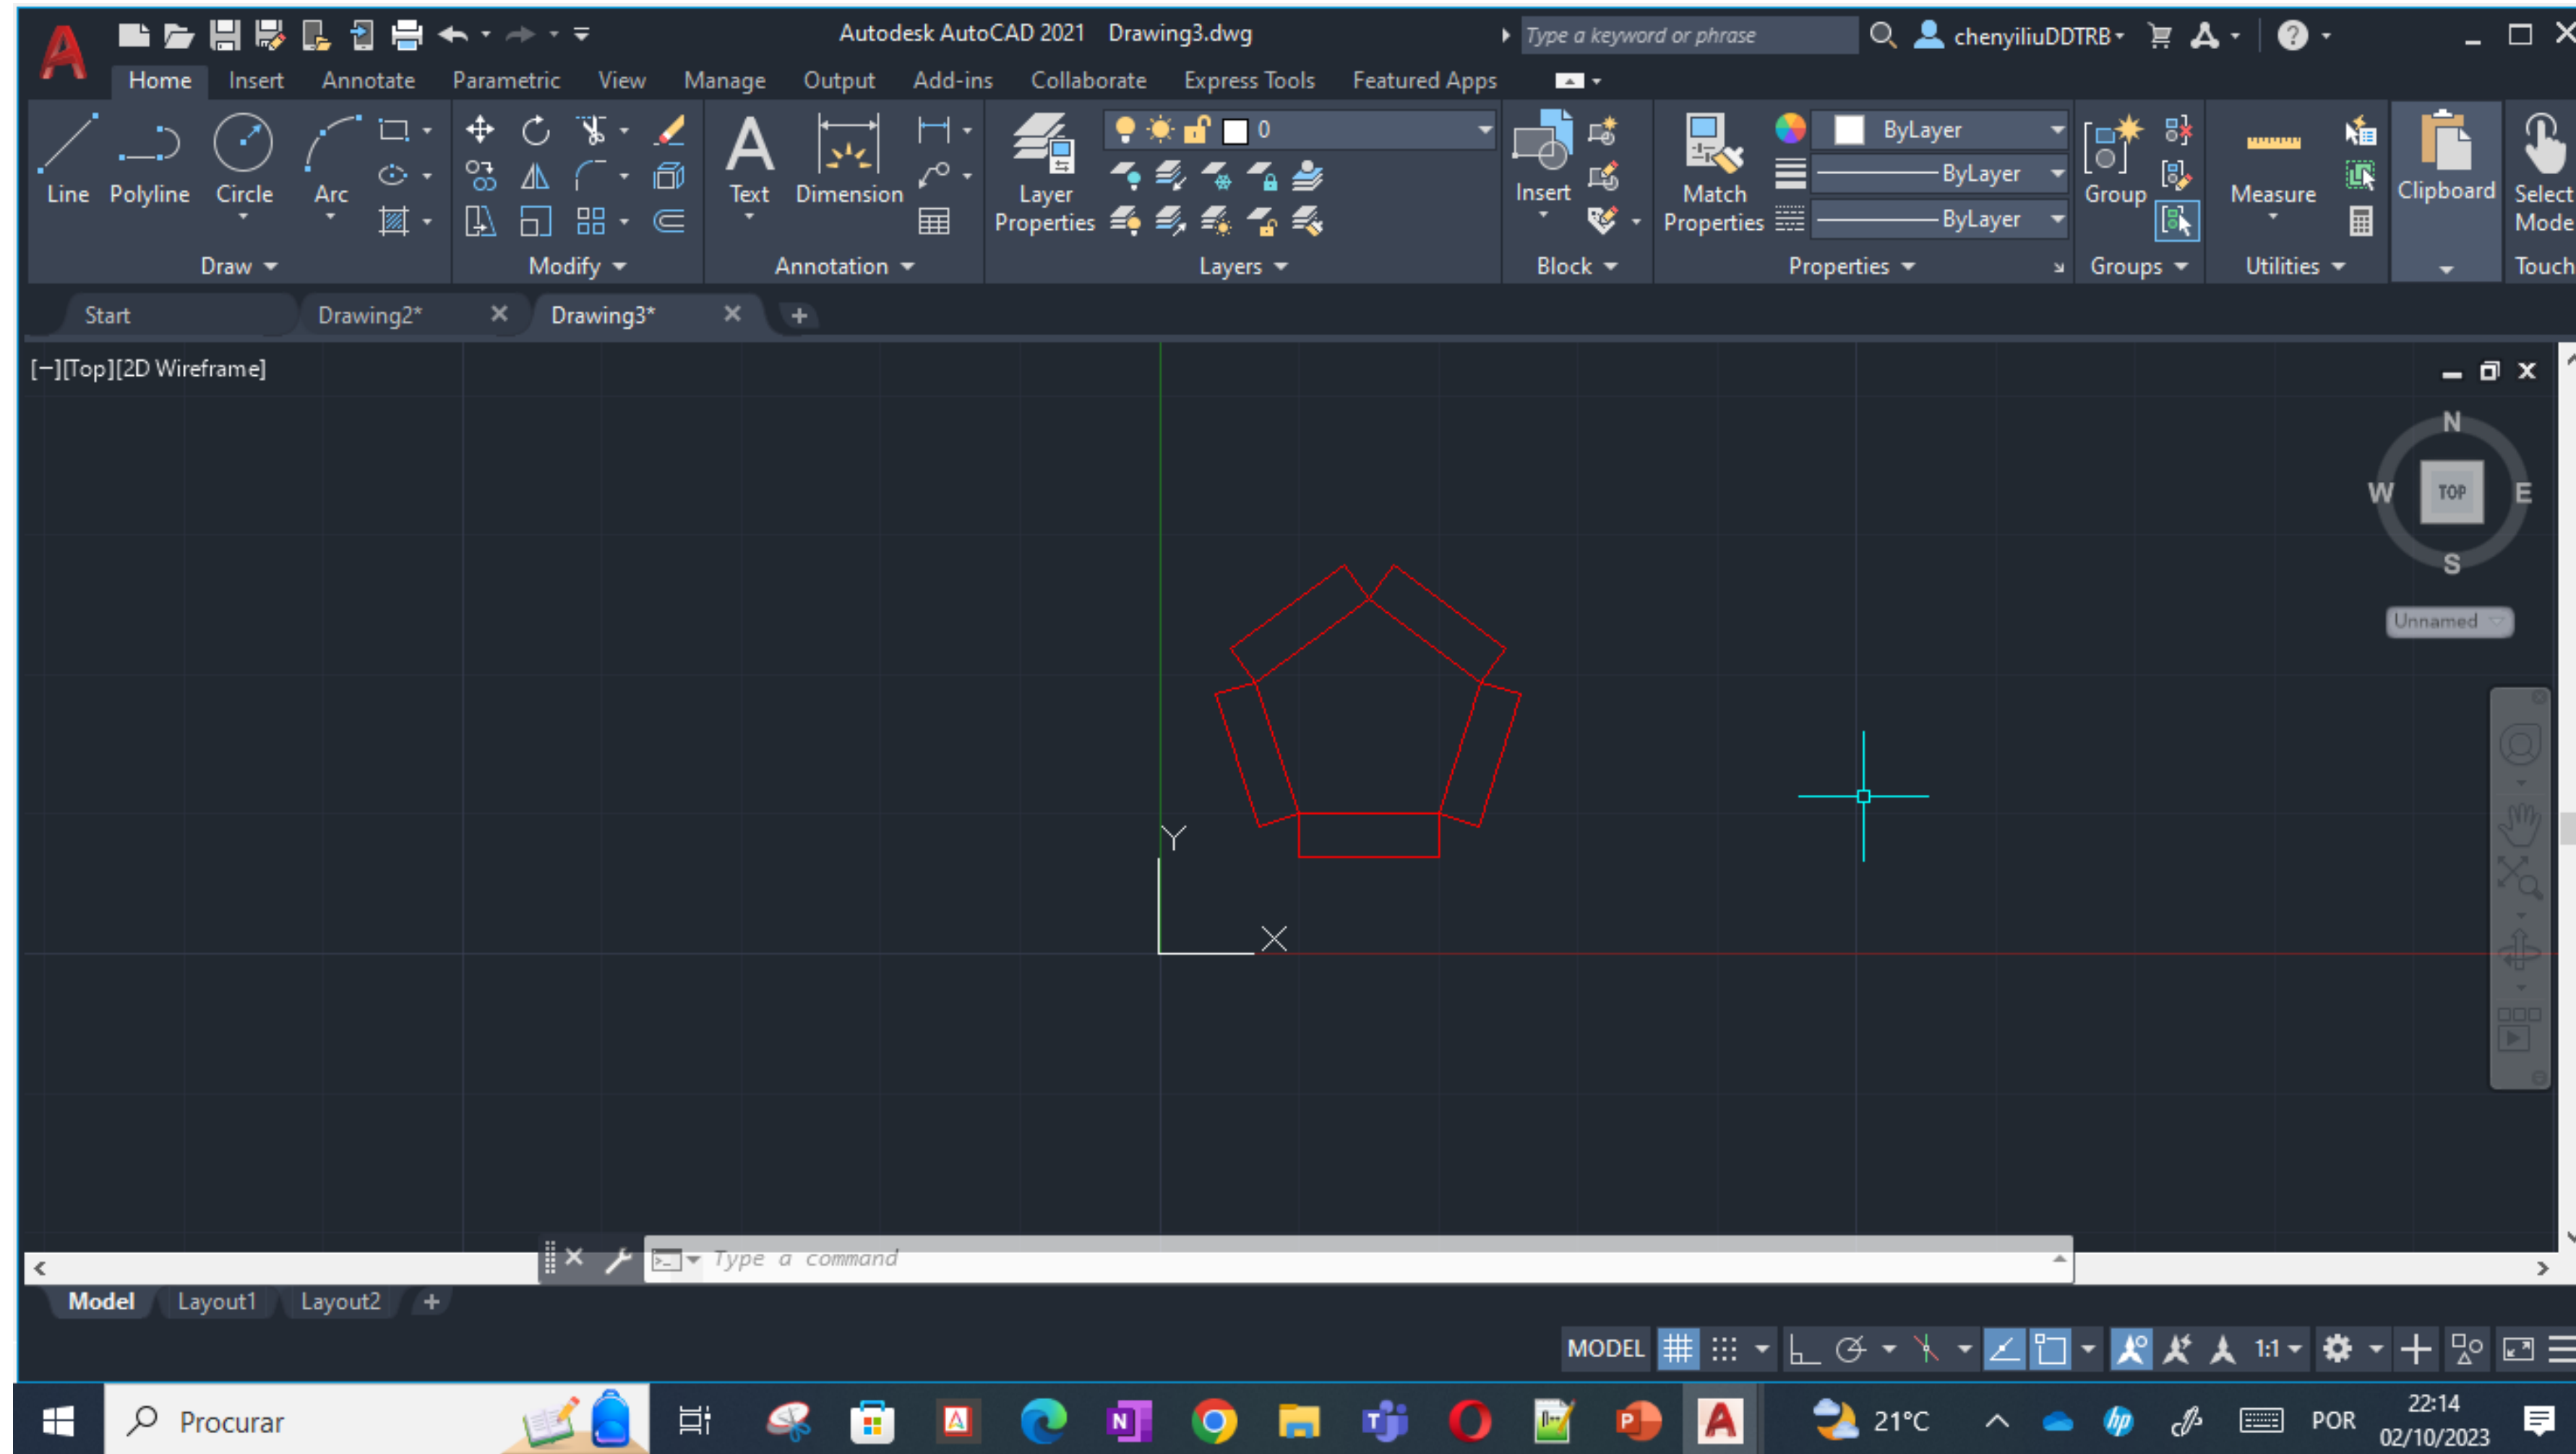 Autodesk AutoCAD 2021 Drawing3.dwg Type a keyword or phrase chenyiliuDDTRB
Home Insert Annotate Parametric View Manage Output Add-ins Collaborate Express Tools Featured Apps
0 ByLayer
ByLayer
Line Polyline Circle Arc Text Dimension Layer Properties Insert Match Properties Group Measure Clipboard Select Mode
ByLayer
Draw Modify Annotation Layers Block Properties Groups Utilities Touch
Start Drawing2* Drawing3*
[−][Top][2D Wireframe]
N
W TOP E
S
Unnamed
Y
X
Type a command
Model Layout1 Layout2
MODEL 1:1
Procurar 21°C POR 22:14
02/10/2023